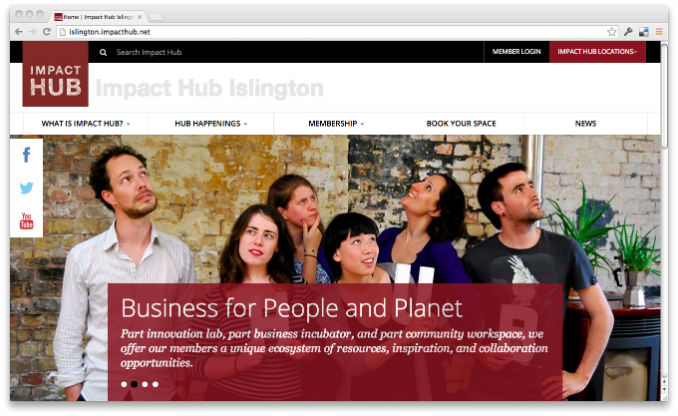 Home | Impact Hub Isling
islington.impacthub.net
Search Impact Hub
MEMBER LOGIN
IMPACT HUB LOCATIONS
IMPACT
HUB
Impact Hub Islington
WHAT IS IMPACT HUB?
HUB HAPPENINGS
MEMBERSHIP
BOOK YOUR SPACE
NEWS
f
You
Tube
Business for People and Planet
Part innovation lab, part business incubator, and part community workspace, we
offer our members a unique ecosystem of resources, inspiration, and collaboration
opportunities.